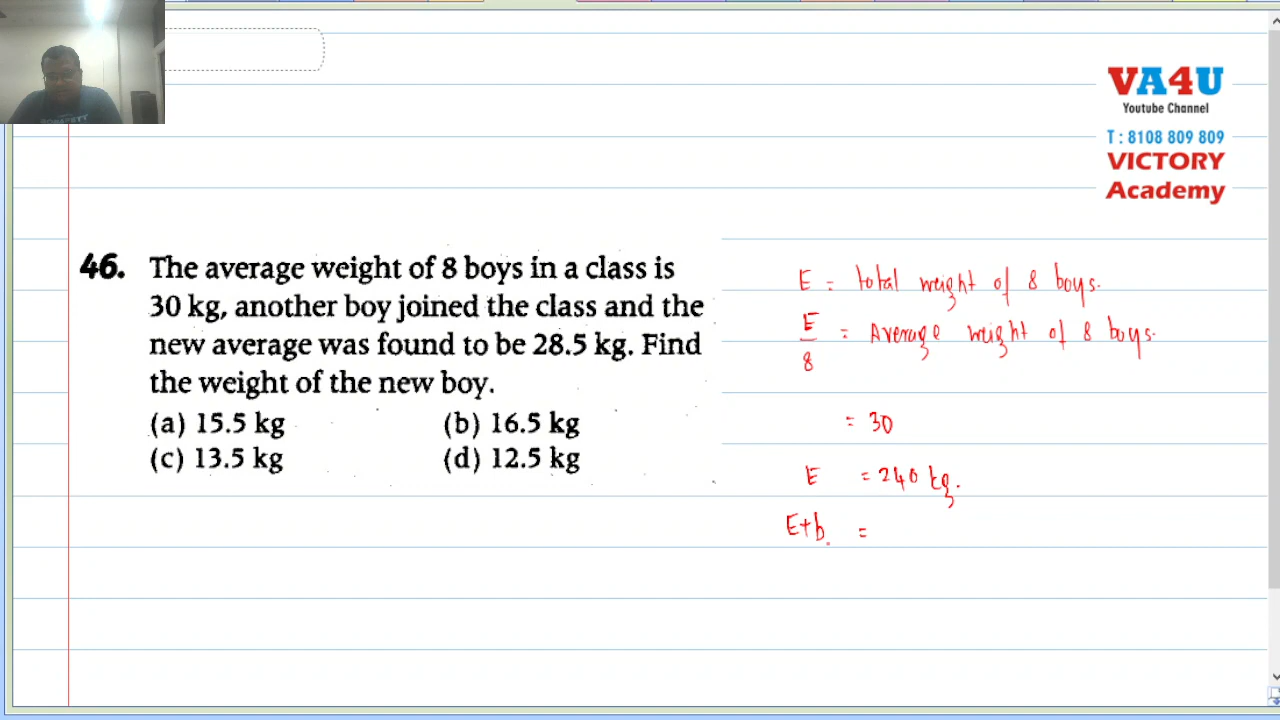 VA4U
Youtube Channel
T : 8108 809 809
VICTORY
Academy
46. The average weight of 8 boys in a class is
30 kg, another boy joined the class and the
new average was found to be 28.5 kg. Find
the weight of the new boy.
(a) 15.5 kg (b) 16.5 kg
(c) 13.5 kg (d) 12.5 kg
E = total weight of 8 boys.
E/8 = Average weight of 8 boys.
= 30
E = 240 kg.
E+b =